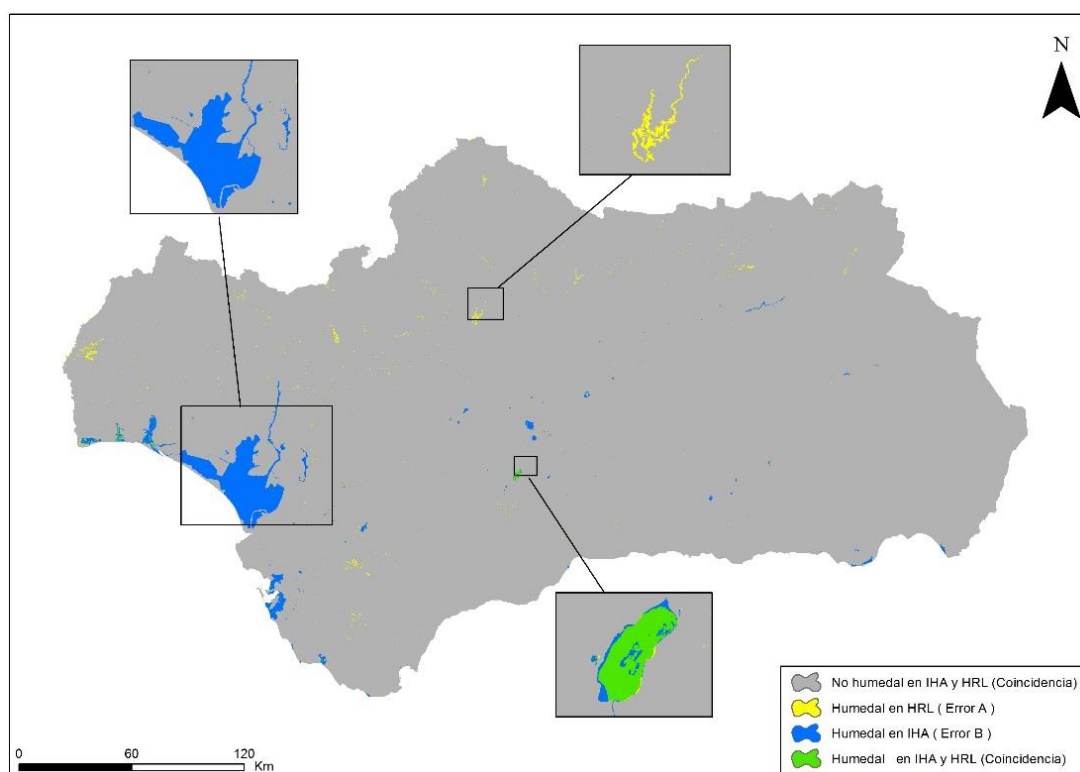 N
No humedal en IHA y HRL (Coincidencia)
Humedal en HRL ( Error A )
Humedal en IHA ( Error B )
Humedal en IHA y HRL (Coincidencia)
0 60 120
Km